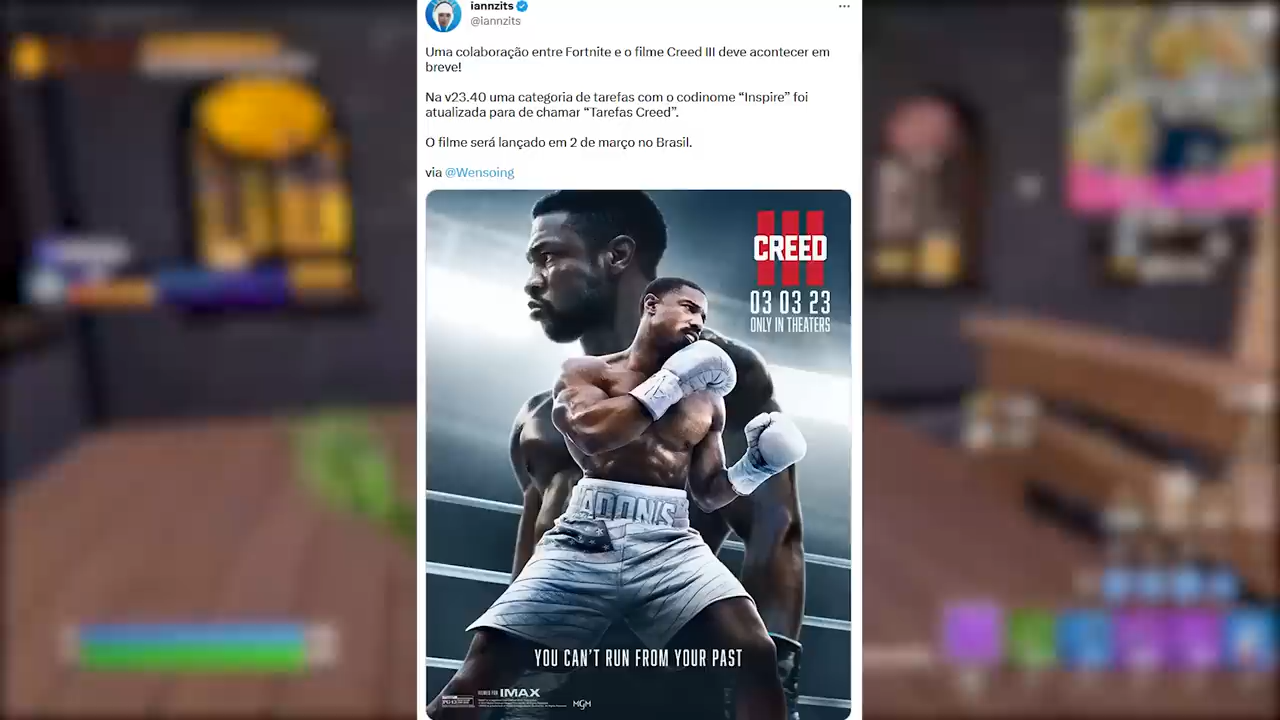 iannzits
@iannzits
Uma colaboração entre Fortnite e o filme Creed III deve acontecer em
breve!
Na v23.40 uma categoria de tarefas com o codinome “Inspire” foi
atualizada para de chamar “Tarefas Creed”.
O filme será lançado em 2 de março no Brasil.
via @Wensoing
III
CREED
03 03 23
ONLY IN THEATERS
ADONIS
YOU CAN'T RUN FROM YOUR PAST
IMAX
MGM